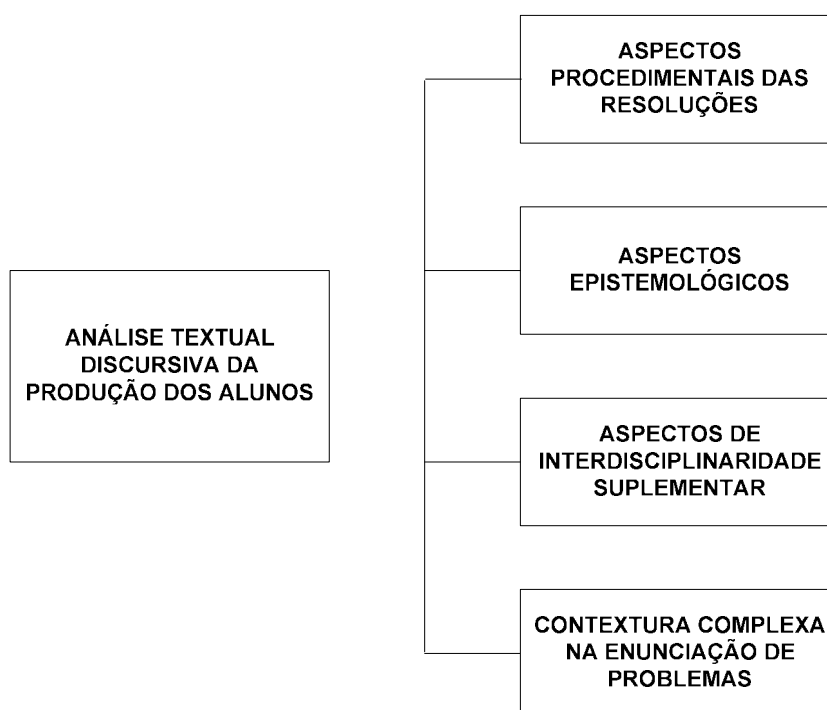 ASPECTOS
PROCEDIMENTAIS DAS
RESOLUÇÕES
ASPECTOS
EPISTEMOLÓGICOS
ANÁLISE TEXTUAL
DISCURSIVA DA
PRODUÇÃO DOS ALUNOS
ASPECTOS DE
INTERDISCIPLINARIDADE
SUPLEMENTAR
CONTEXTURA COMPLEXA
NA ENUNCIAÇÃO DE
PROBLEMAS